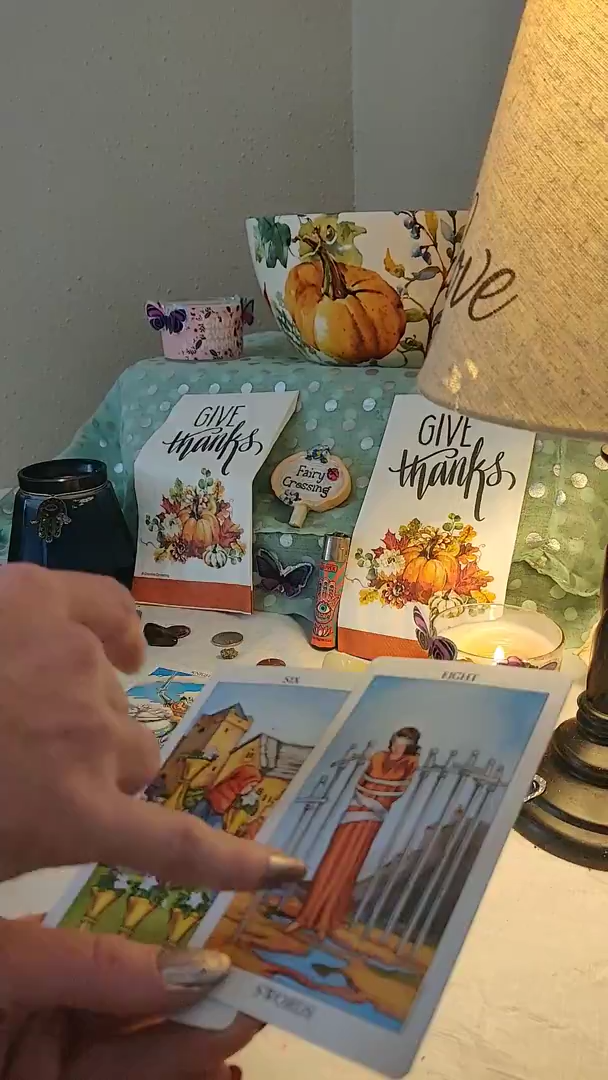 GIVE
thanks
GIVE
thanks
Fairy
Crossing
SIX
EIGHT
SWORDS